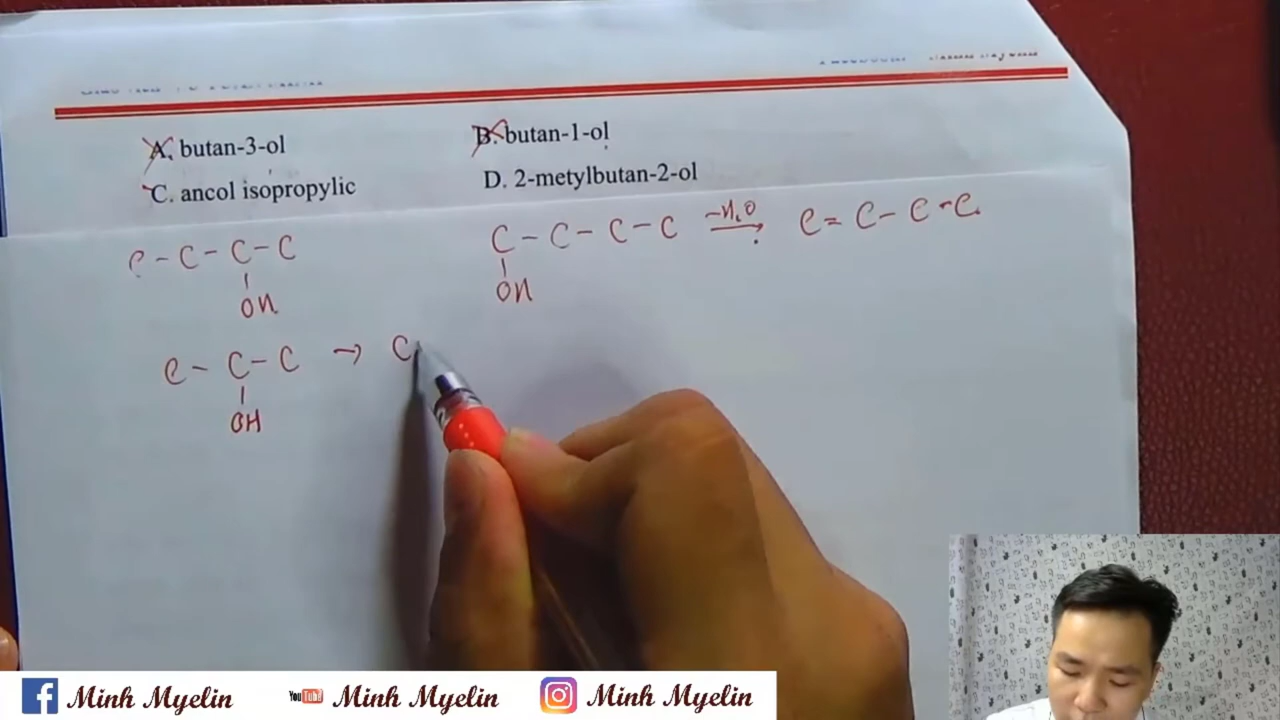 A. butan-3-ol
B. butan-1-ol
C. ancol isopropylic
D. 2-metylbutan-2-ol
C - C - C - C
OH
C - C - C - C -H₂O → C = C - C - C
OH
C - C - C → C
OH
Minh Myelin
YouTube Minh Myelin
Minh Myelin